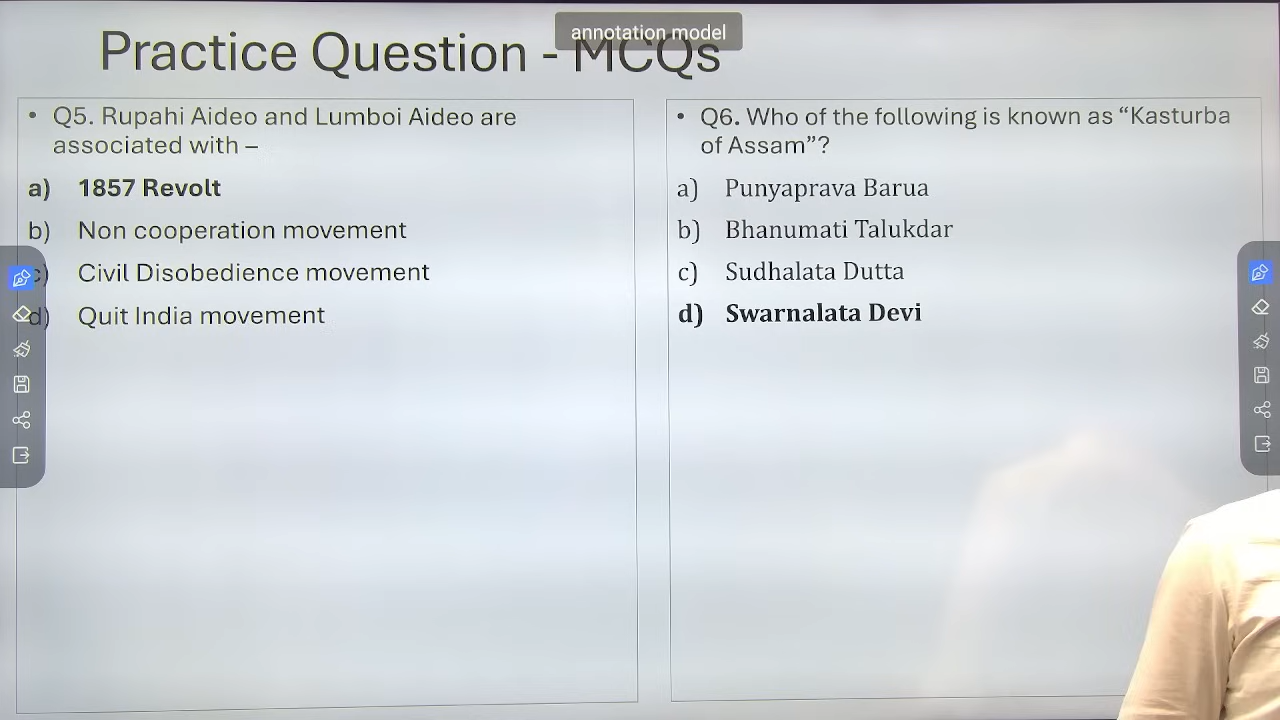 annotation model
Practice Question - MCQs
• Q5. Rupahi Aideo and Lumboi Aideo are
associated with –
a) 1857 Revolt
b) Non cooperation movement
c) Civil Disobedience movement
d) Quit India movement
• Q6. Who of the following is known as “Kasturba
of Assam”?
a) Punyaprava Barua
b) Bhanumati Talukdar
c) Sudhalata Dutta
d) Swarnalata Devi